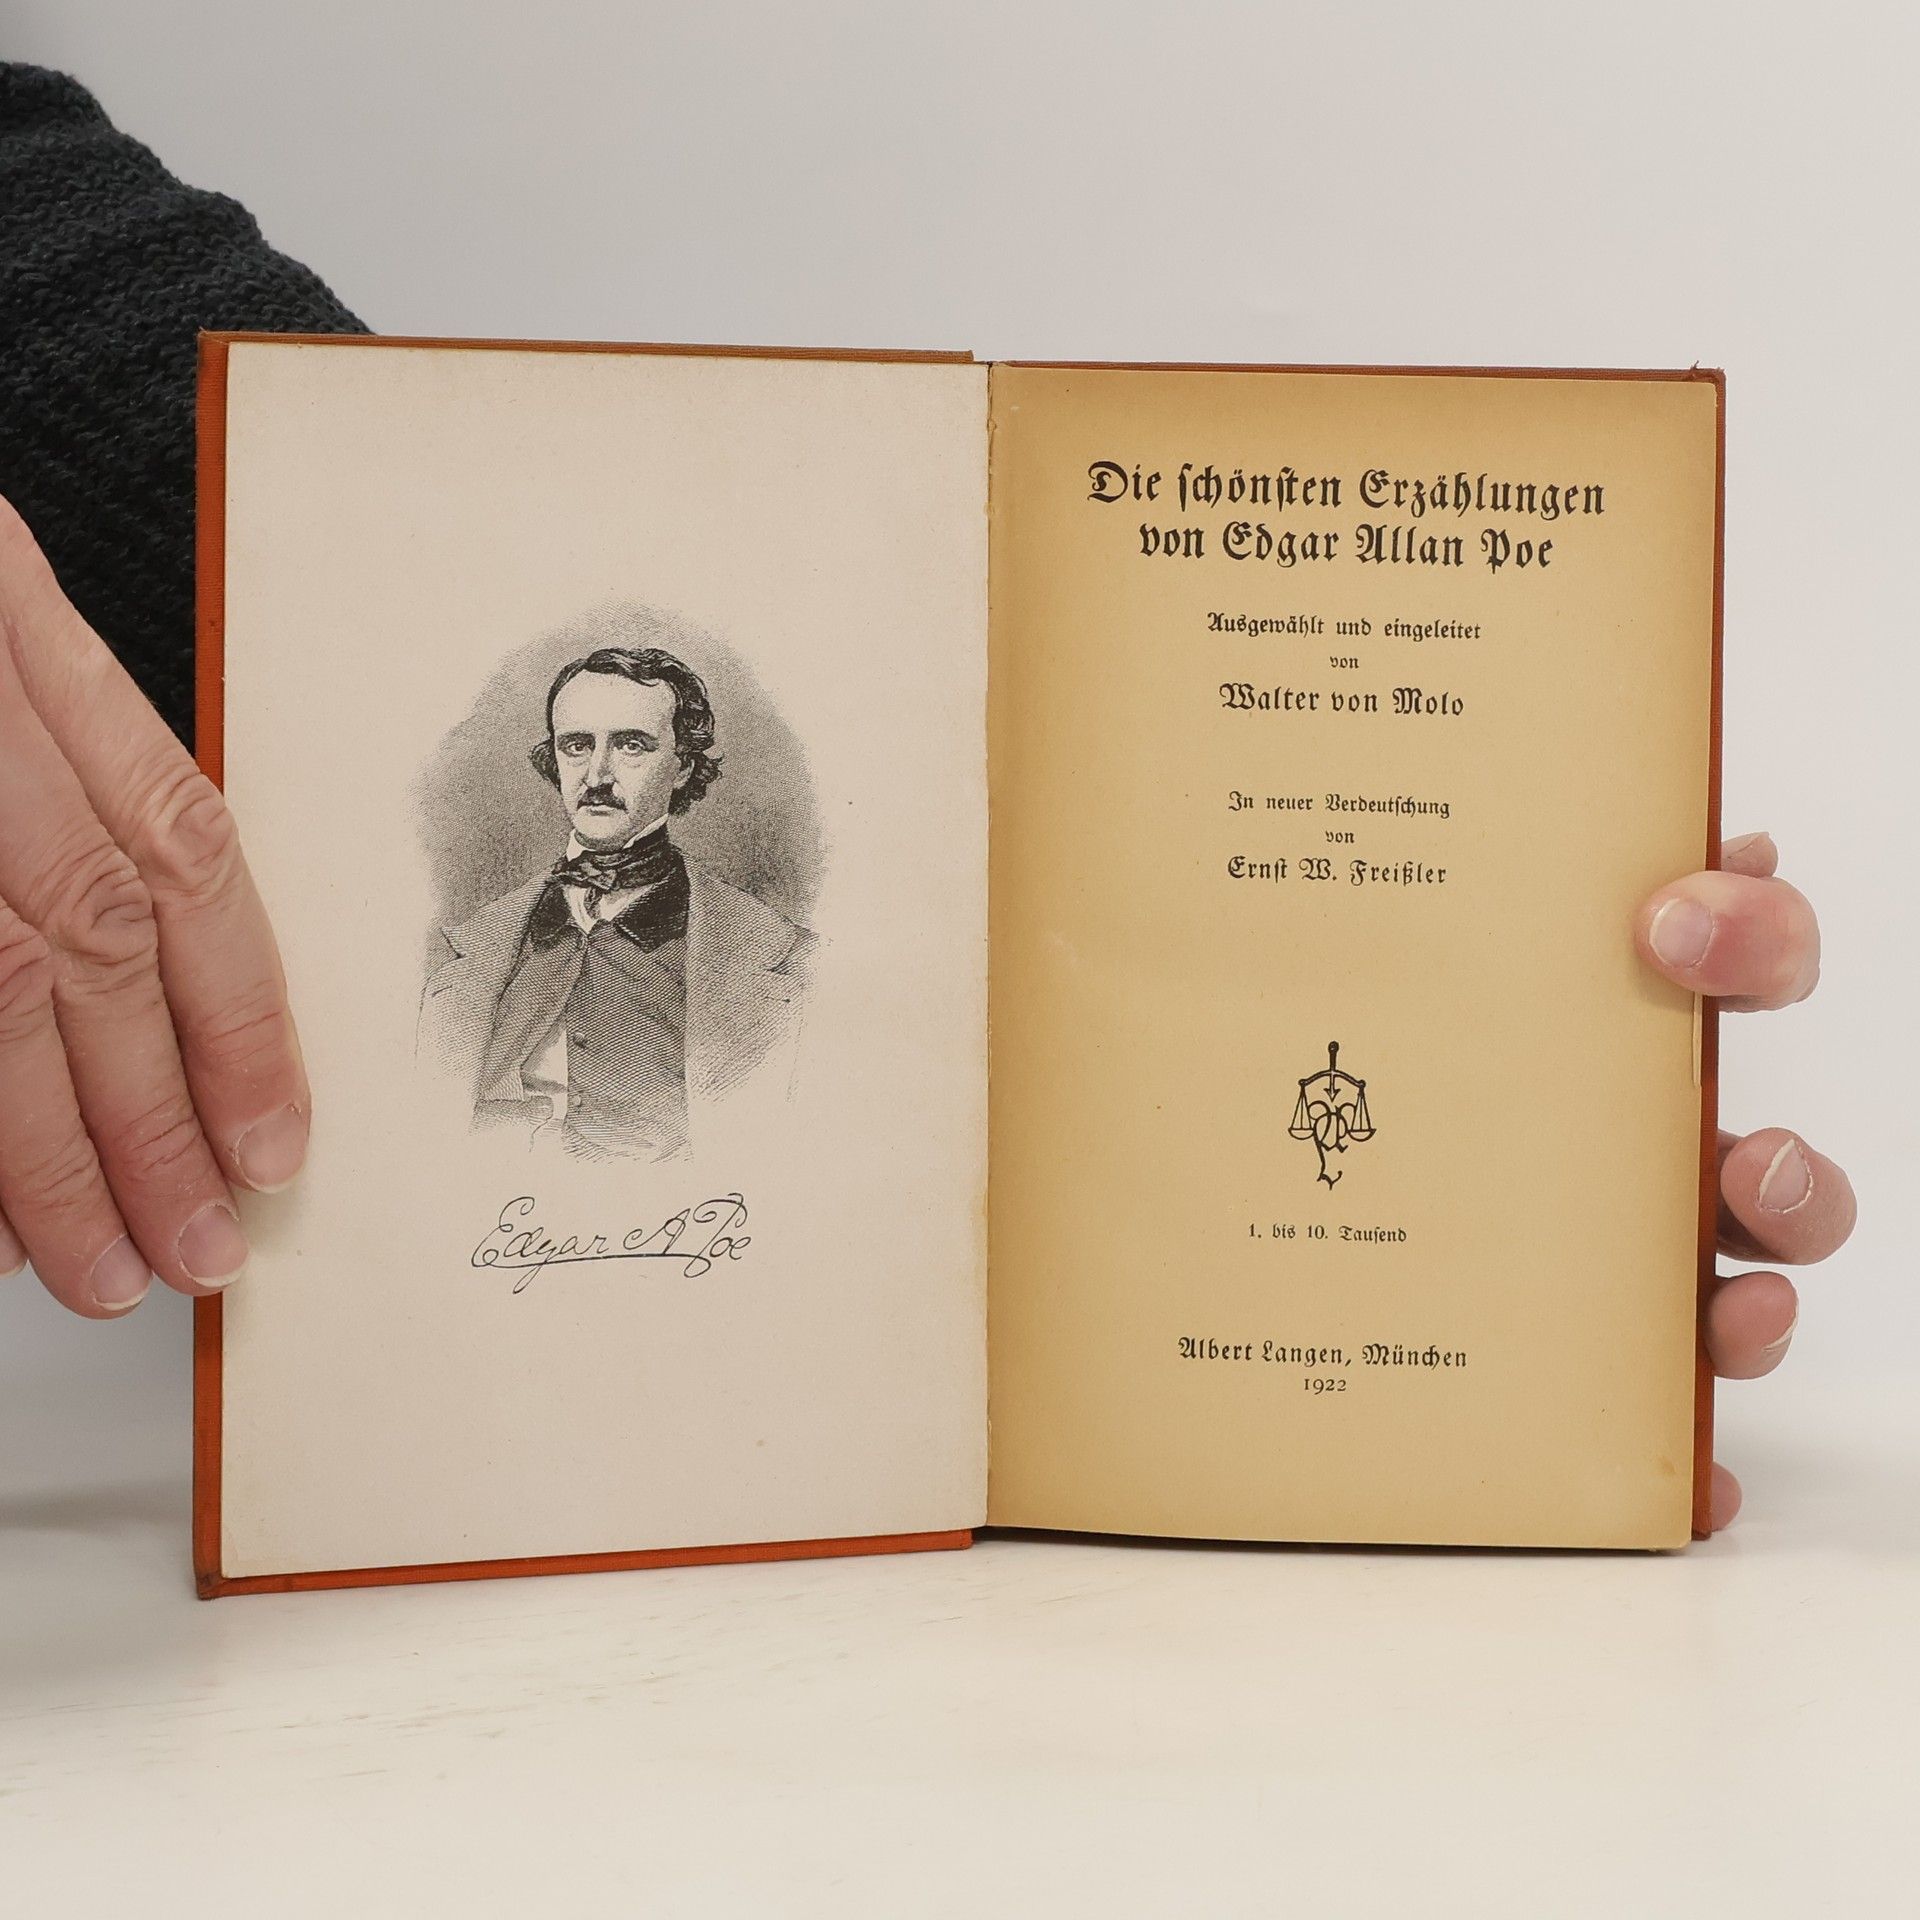 Edgar A Poe
Die schönsten Erzählungen
von Edgar Allan Poe
Ausgewählt und eingeleitet
von
Walter von Molo
In neuer Verdeutschung
von
Ernst W. Freißler
1. bis 10. Tausend
Albert Langen, München
1922